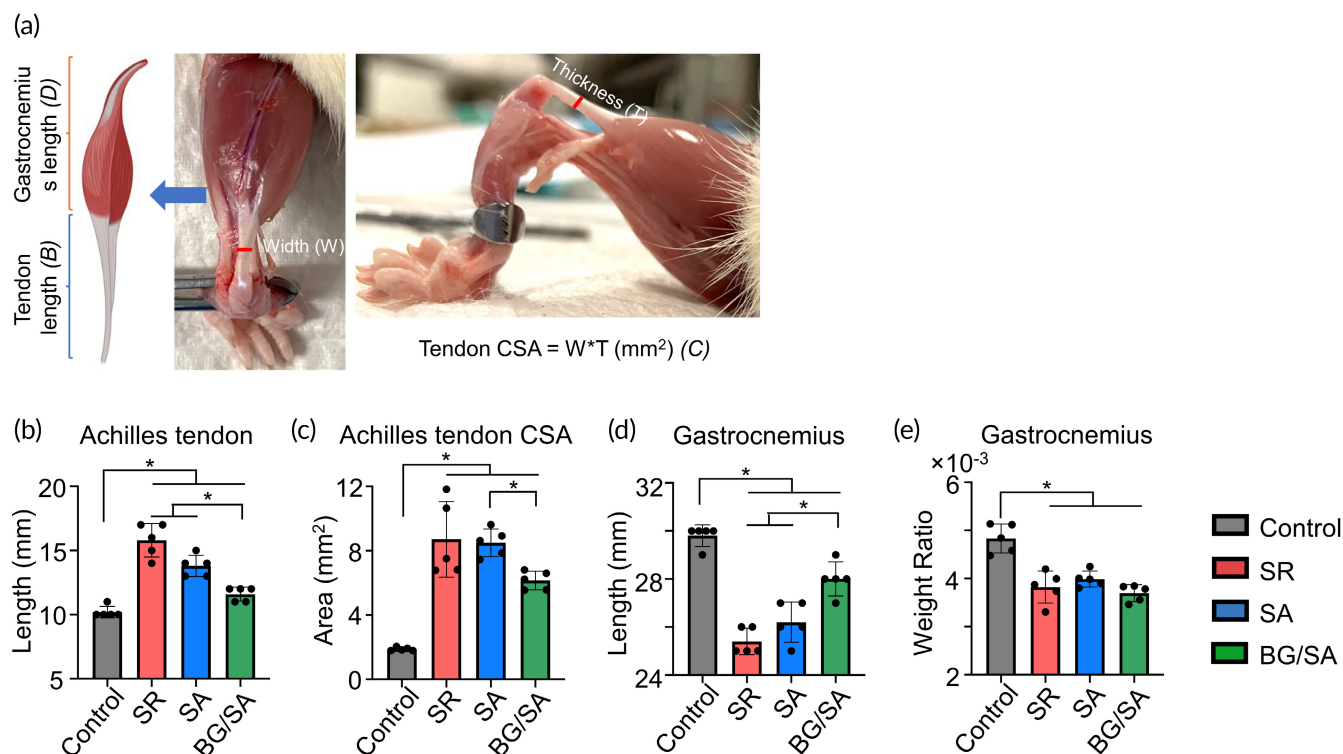 (a)
Gastrocnemiu
s length (D)
Tendon
length (B)
Width (W)
Thickness (T)
Tendon CSA = W*T (mm²) (C)
(b)
Achilles tendon
Length (mm)
20
15
10
5
*
*
Control
SR
SA
BG/SA
(c)
Achilles tendon CSA
Area (mm²)
12
8
4
0
*
*
Control
SR
SA
BG/SA
(d)
Gastrocnemius
Length (mm)
32
28
24
*
*
Control
SR
SA
BG/SA
(e)
Gastrocnemius
×10⁻³
Weight Ratio
6
4
2
*
Control
SR
SA
BG/SA
Control
SR
SA
BG/SA